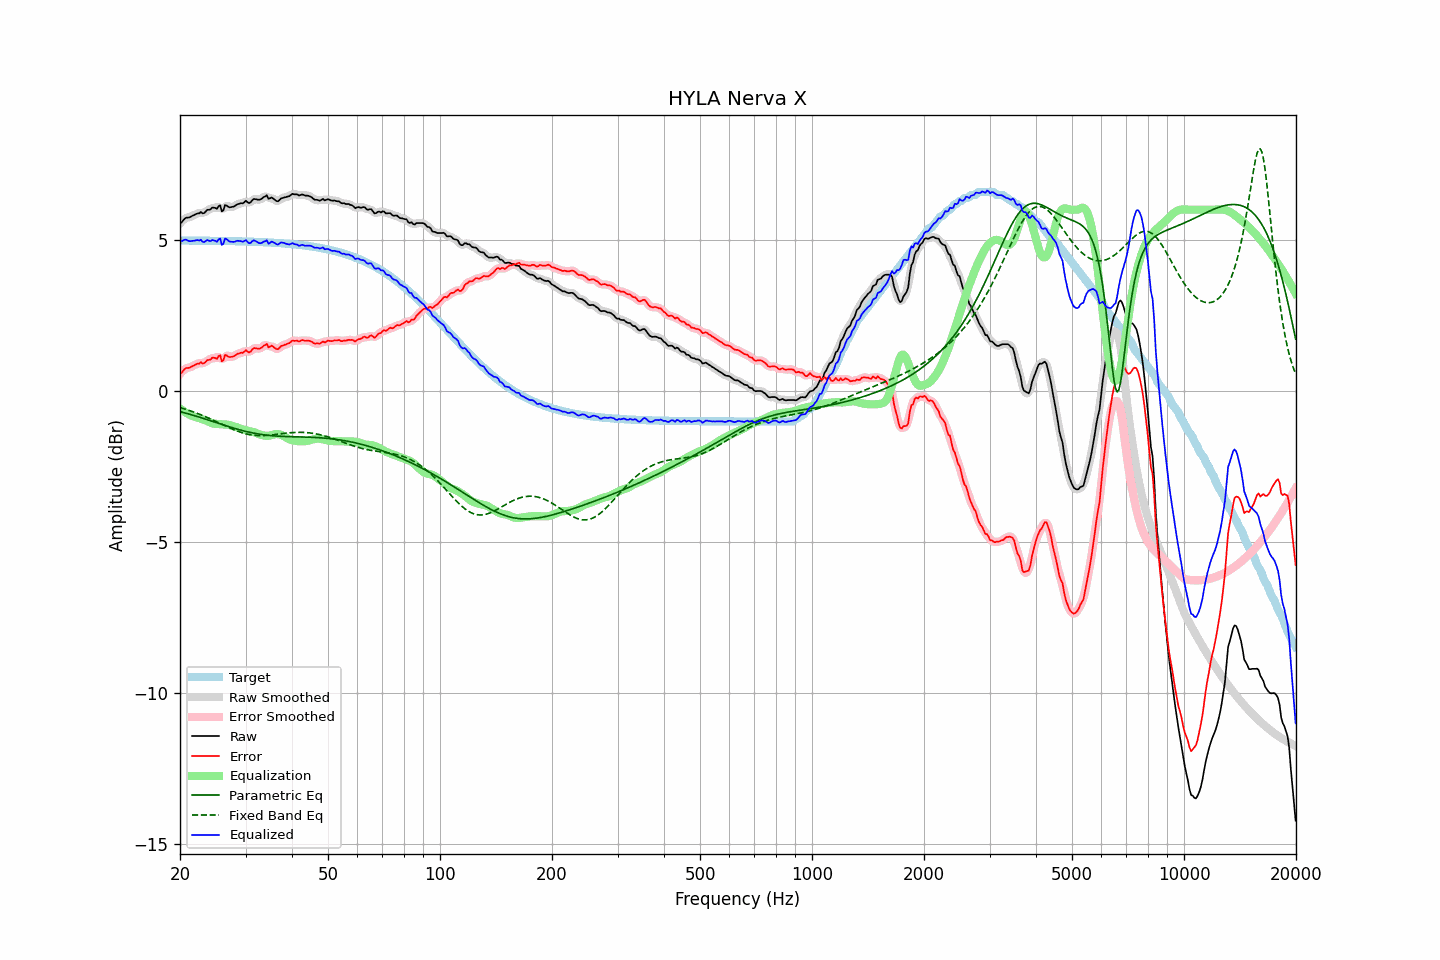 HYLA Nerva X
Amplitude (dBr)
5
0
−5
−10
−15
Target
Raw Smoothed
Error Smoothed
Raw
Error
Equalization
Parametric Eq
Fixed Band Eq
Equalized
20 50 100 200 500 1000 2000 5000 10000 20000
Frequency (Hz)